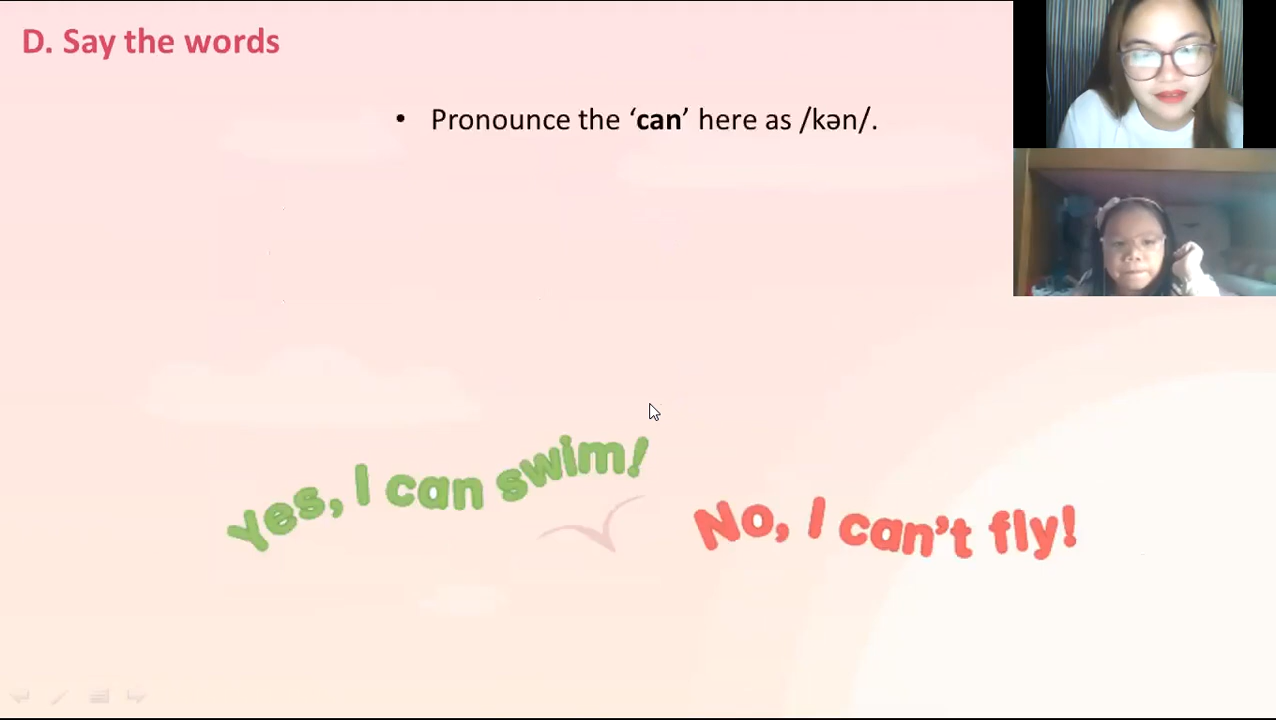 D. Say the words
• Pronounce the ‘can’ here as /kən/.
Yes, I can swim!
No, I can’t fly!